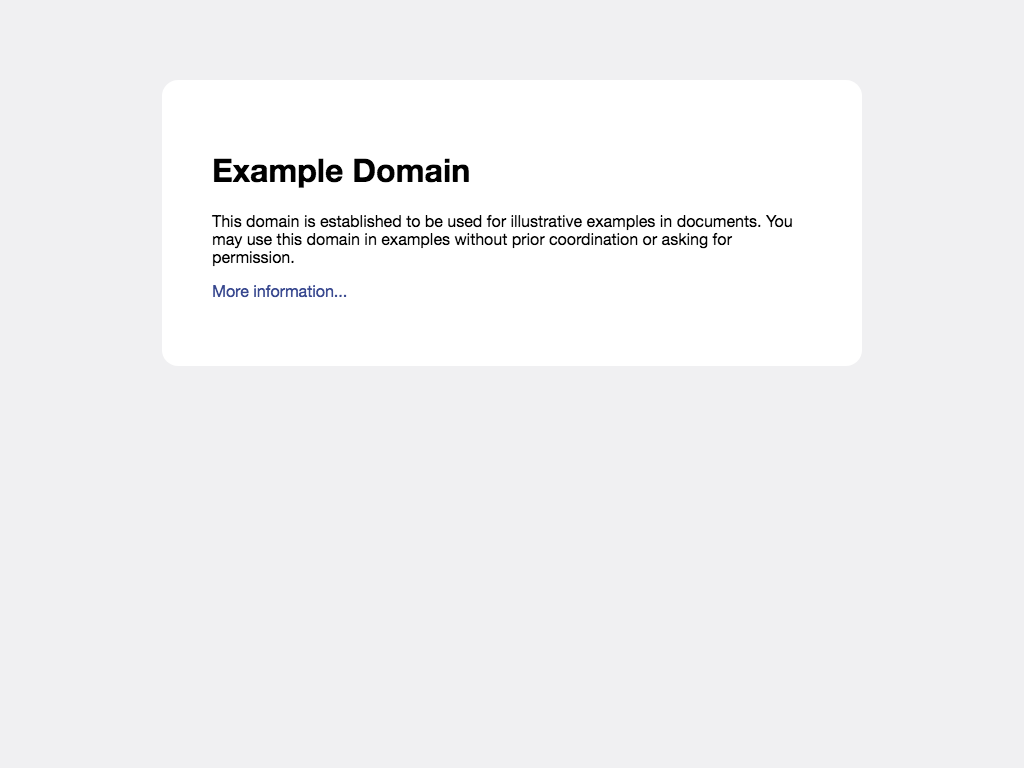 Example Domain
This domain is established to be used for illustrative examples in documents. You
may use this domain in examples without prior coordination or asking for
permission.
More information...